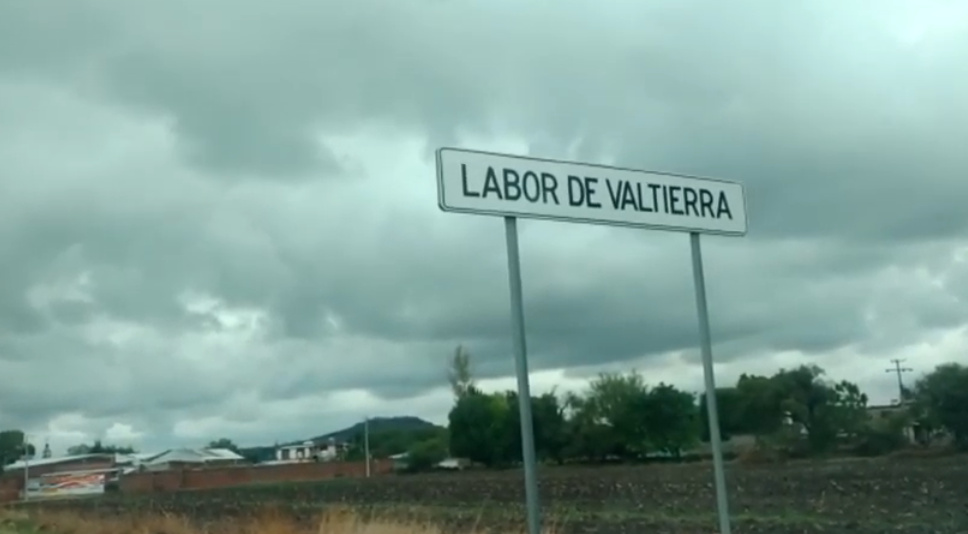 LABOR DE VALTIERRA